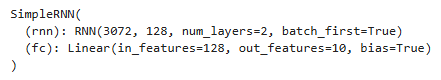 SimpleRNN(
  (rnn): RNN(3072, 128, num_layers=2, batch_first=True)
  (fc): Linear(in_features=128, out_features=10, bias=True)
)